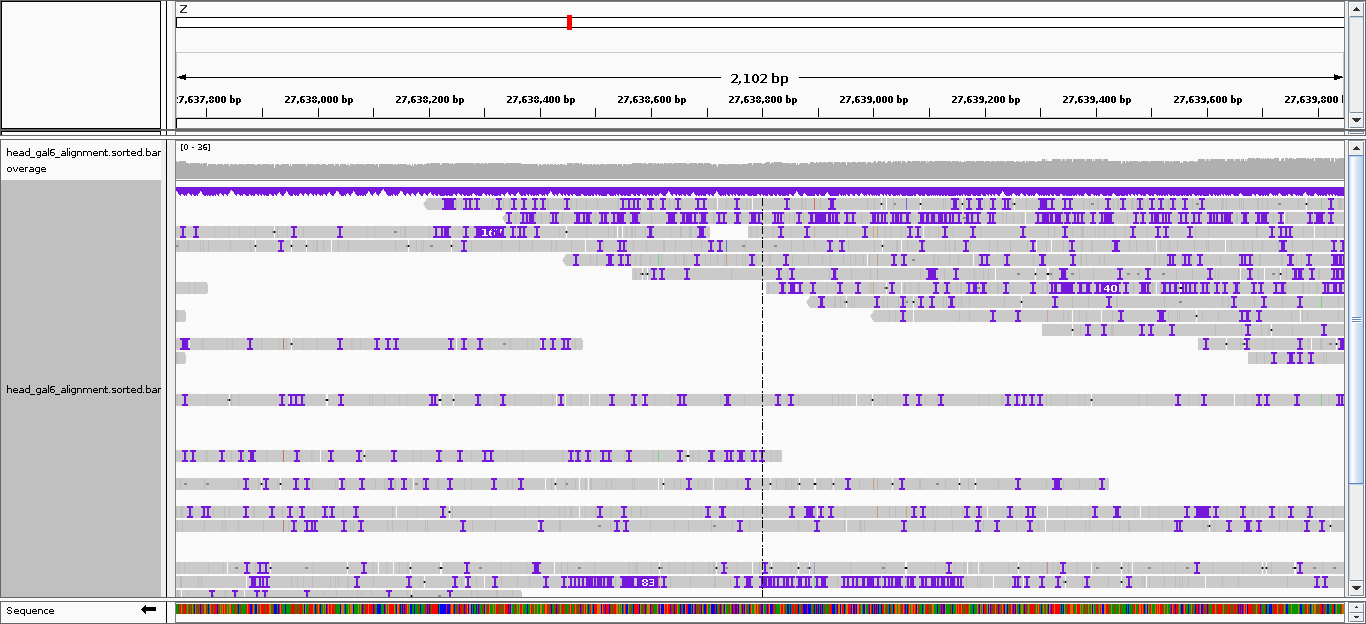 Z
2,102 bp
27,637,800 bp 27,638,000 bp 27,638,200 bp 27,638,400 bp 27,638,600 bp 27,638,800 bp 27,639,000 bp 27,639,200 bp 27,639,400 bp 27,639,600 bp 27,639,800
head_gal6_alignment.sorted.bar
overage
[0 - 36]
167
40
head_gal6_alignment.sorted.bar
83
Sequence